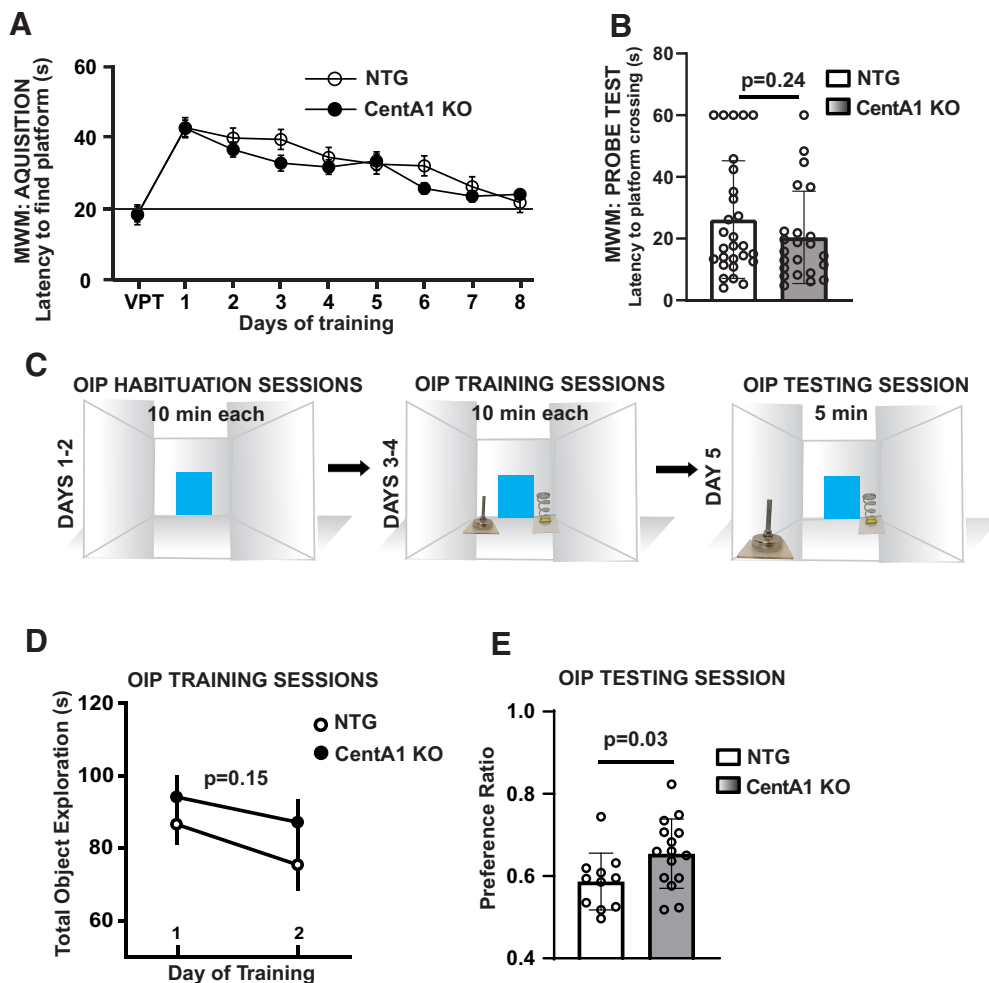 A
MWM: AQUISITION
Latency to find platform (s)
60
40
20
0
NTG
CentA1 KO
VPT 1 2 3 4 5 6 7 8
Days of training
B
MWM: PROBE TEST
Latency to platform crossing (s)
80
60
40
20
0
p=0.24
NTG
CentA1 KO
C
OIP HABITUATION SESSIONS
10 min each
DAYS 1-2
OIP TRAINING SESSIONS
10 min each
DAYS 3-4
OIP TESTING SESSION
5 min
DAY 5
D
OIP TRAINING SESSIONS
Total Object Exploration (s)
120
100
80
60
NTG
CentA1 KO
p=0.15
1 2
Day of Training
E
OIP TESTING SESSION
Preference Ratio
1.0
0.8
0.6
0.4
p=0.03
NTG
CentA1 KO